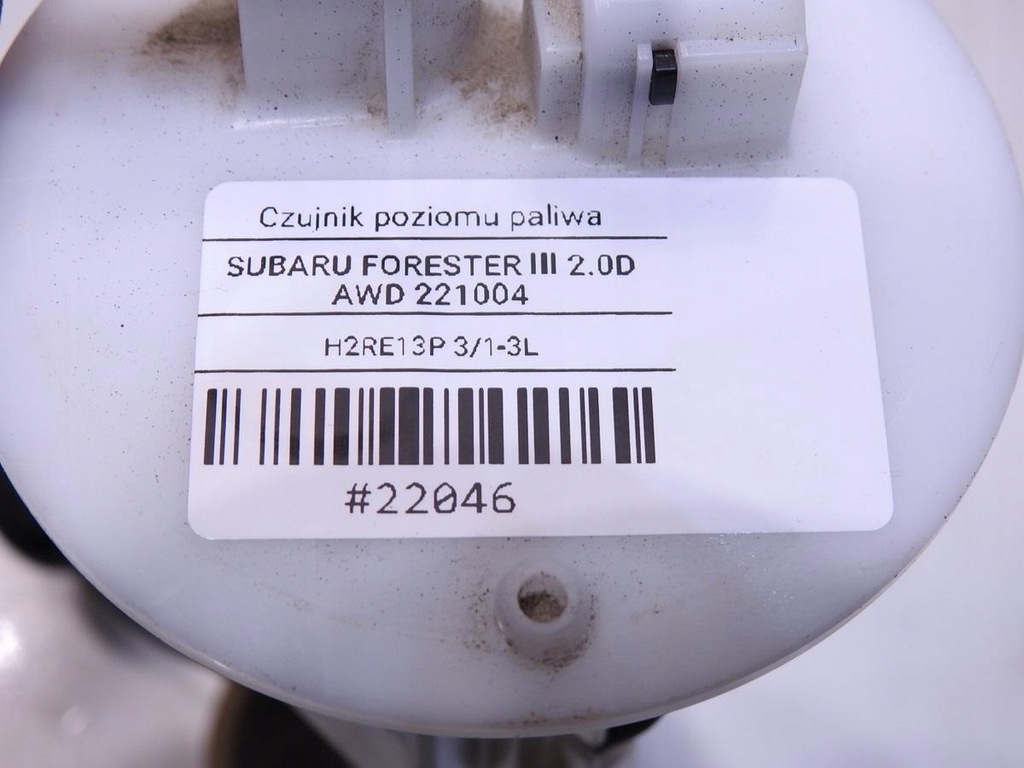 Czujnik poziomu paliwa
SUBARU FORESTER III 2.0D
AWD 221004
H2RE13P 3/1-3L
#22046